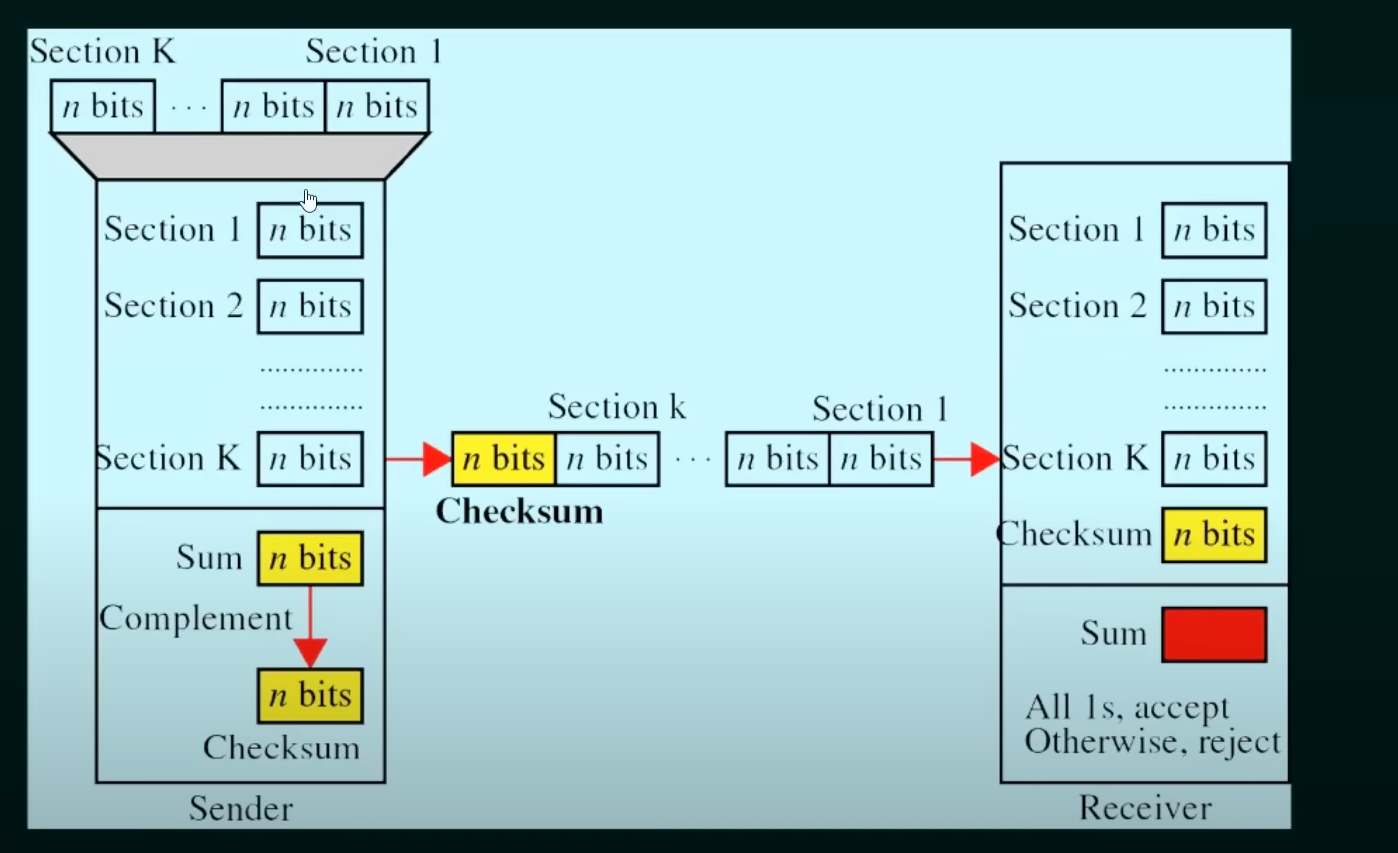 Section K Section 1
n bits ... n bits n bits
Section 1 n bits
Section 2 n bits
Section K n bits
Sum n bits
Complement
n bits
Checksum
Sender
Section k Section 1
n bits n bits ... n bits n bits
Checksum
Section 1 n bits
Section 2 n bits
Section K n bits
Checksum n bits
Sum
All 1s, accept
Otherwise, reject
Receiver